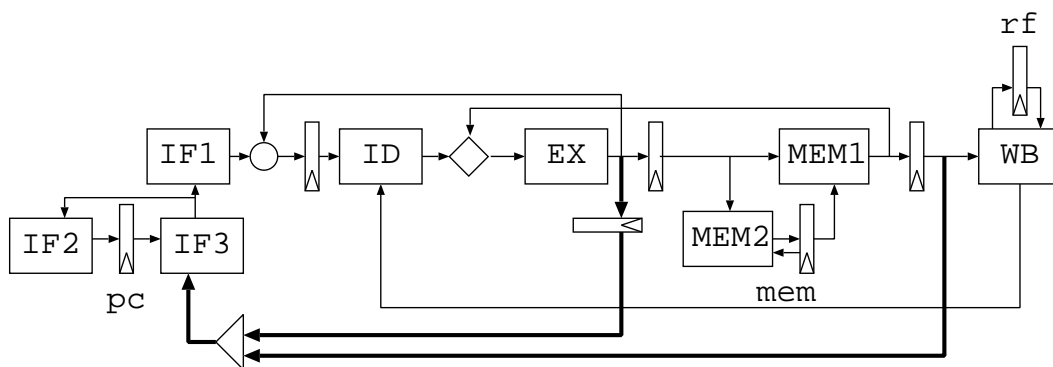 rf
IF1
ID
EX
MEM1
WB
IF2
IF3
MEM2
pc
mem